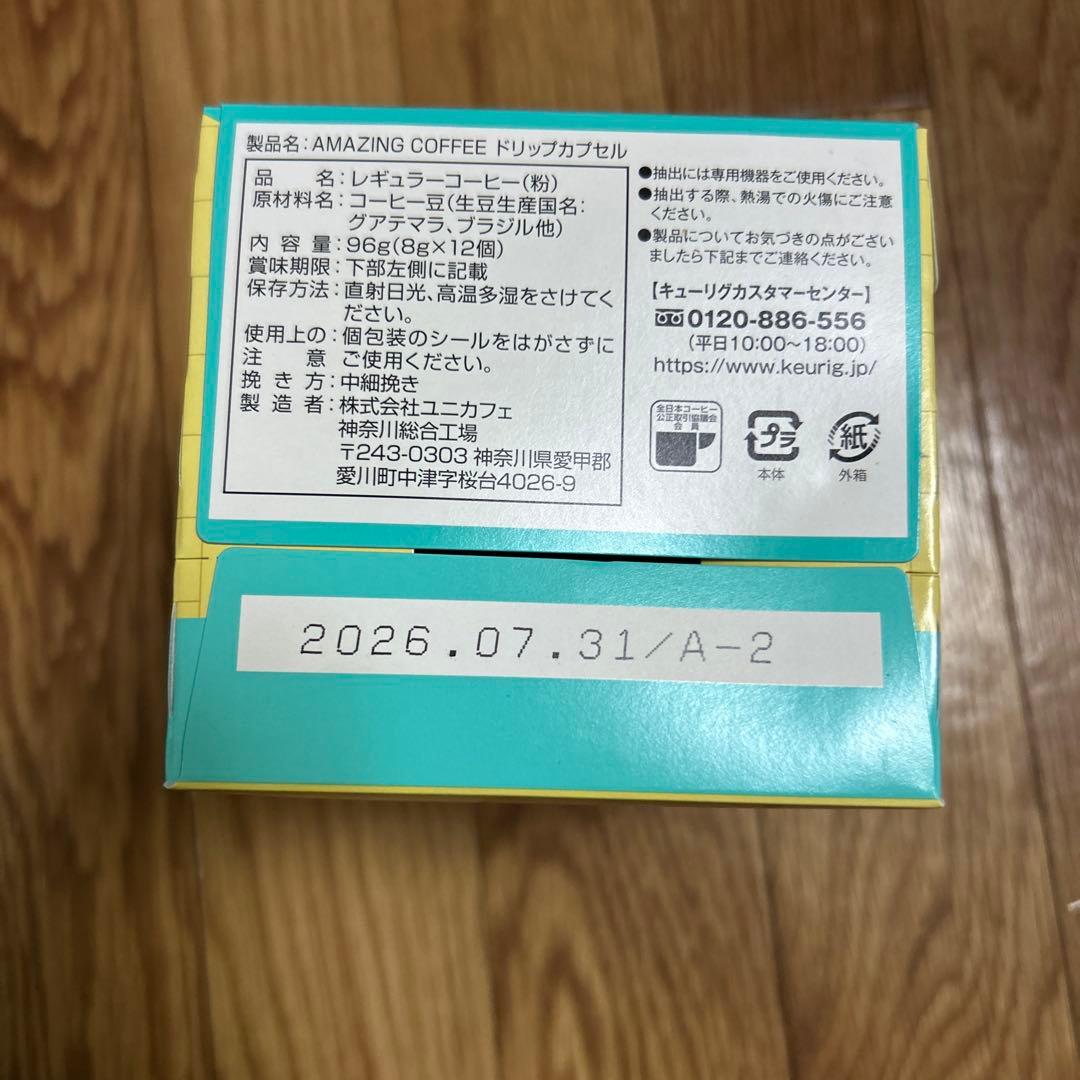 製品名：AMAZING COFFEE ドリップカプセル
品名：レギュラーコーヒー（粉）
原材料名：コーヒー豆（生豆生産国名：
グアテマラ、ブラジル他）
内容量：96g（8g×12個）
賞味期限：下部左側に記載
保存方法：直射日光、高温多湿をさけてく
ださい。
使用上の：個包装のシールをはがさずに
注意 ご使用ください。
挽き方：中細挽き
製造者：株式会社ユニカフェ
神奈川総合工場
〒243-0303 神奈川県愛甲郡
愛川町中津字桜台4026-9
●抽出には専用機器をご使用ください。
●抽出する際、熱湯での火傷にご注意
ください。
●製品についてお気づきの点がござい
ましたら下記までご連絡ください。
【キューリグカスタマーセンター】
0120-886-556
（平日10:00〜18:00）
https://www.keurig.jp/
全日本コーヒー
公正取引協議会
会員
プラ
本体
紙
外箱
2026.07.31/A-2